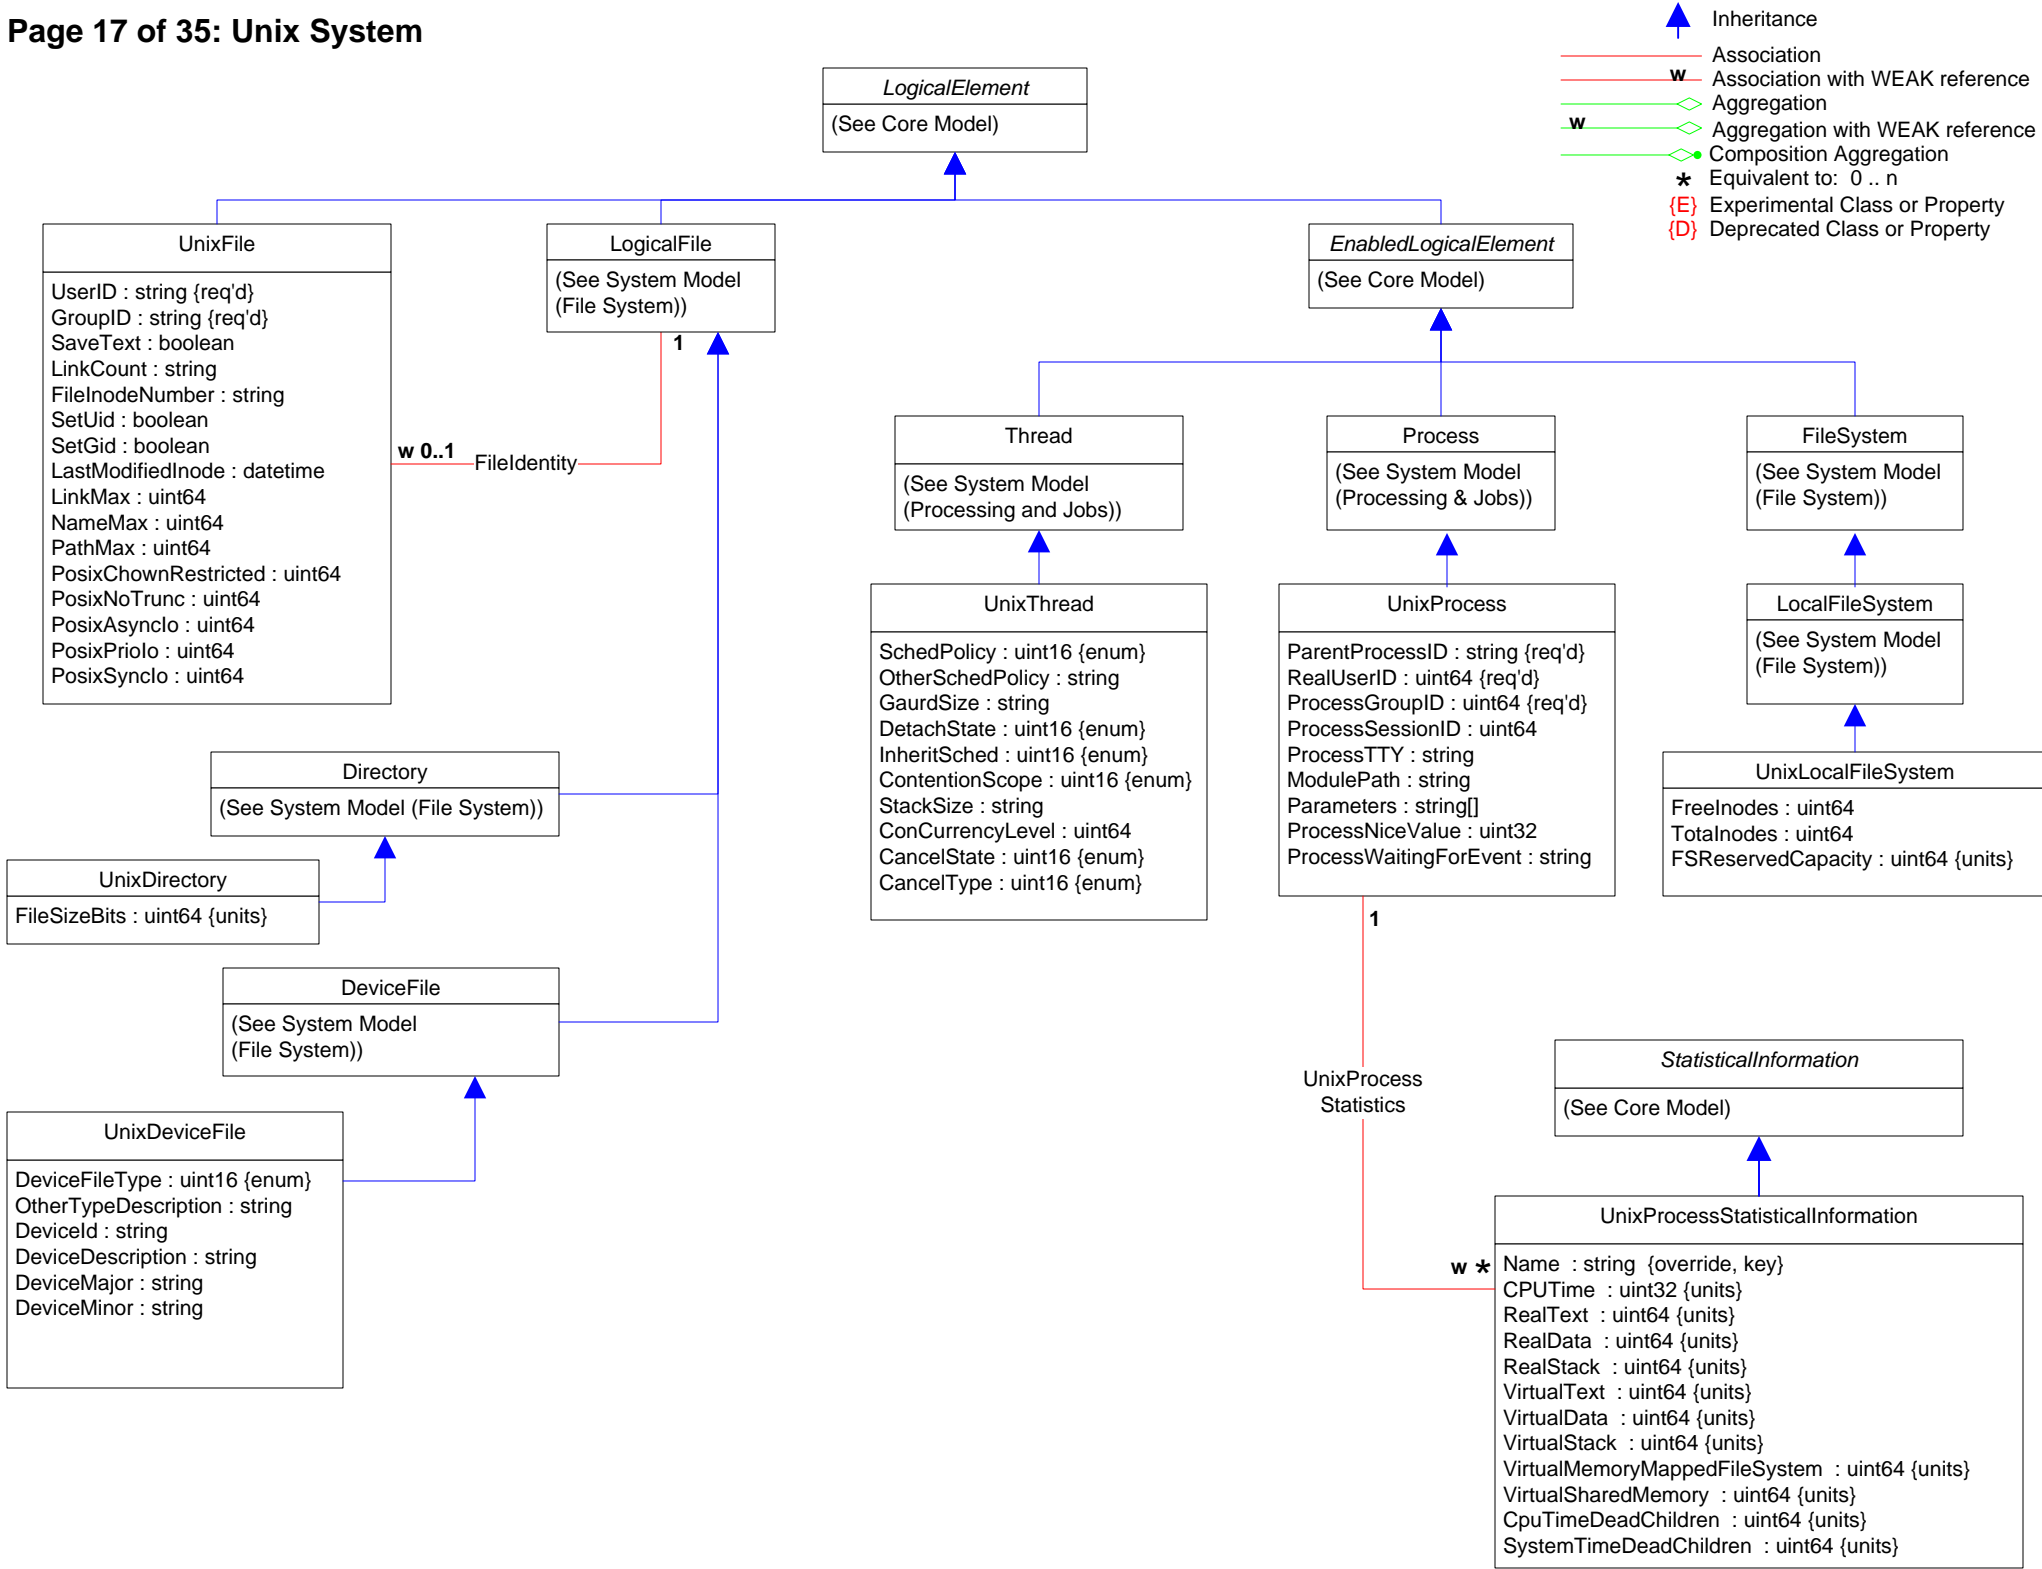 Page 17 of 35: Unix System
Inheritance
Association
w Association with WEAK reference
Aggregation
w Aggregation with WEAK reference
Composition Aggregation
* Equivalent to: 0 .. n
{E} Experimental Class or Property
{D} Deprecated Class or Property
LogicalElement
(See Core Model)
UnixFile
UserID : string {req'd}
GroupID : string {req'd}
SaveText : boolean
LinkCount : string
FileInodeNumber : string
SetUid : boolean
SetGid : boolean
LastModifiedInode : datetime
LinkMax : uint64
NameMax : uint64
PathMax : uint64
PosixChownRestricted : uint64
PosixNoTrunc : uint64
PosixAsyncIo : uint64
PosixPrioIo : uint64
PosixSyncIo : uint64
LogicalFile
(See System Model
(File System))
1
w 0..1
FileIdentity
EnabledLogicalElement
(See Core Model)
Thread
(See System Model
(Processing and Jobs))
Process
(See System Model
(Processing & Jobs))
FileSystem
(See System Model
(File System))
UnixThread
SchedPolicy : uint16 {enum}
OtherSchedPolicy : string
GaurdSize : string
DetachState : uint16 {enum}
InheritSched : uint16 {enum}
ContentionScope : uint16 {enum}
StackSize : string
ConCurrencyLevel : uint64
CancelState : uint16 {enum}
CancelType : uint16 {enum}
UnixProcess
ParentProcessID : string {req'd}
RealUserID : uint64 {req'd}
ProcessGroupID : uint64 {req'd}
ProcessSessionID : uint64
ProcessTTY : string
ModulePath : string
Parameters : string[]
ProcessNiceValue : uint32
ProcessWaitingForEvent : string
LocalFileSystem
(See System Model
(File System))
UnixLocalFileSystem
FreeInodes : uint64
TotaInodes : uint64
FSReservedCapacity : uint64 {units}
Directory
(See System Model (File System))
UnixDirectory
FileSizeBits : uint64 {units}
DeviceFile
(See System Model
(File System))
UnixDeviceFile
DeviceFileType : uint16 {enum}
OtherTypeDescription : string
DeviceId : string
DeviceDescription : string
DeviceMajor : string
DeviceMinor : string
1
UnixProcess
Statistics
w *
StatisticalInformation
(See Core Model)
UnixProcessStatisticalInformation
Name : string {override, key}
CPUTime : uint32 {units}
RealText : uint64 {units}
RealData : uint64 {units}
RealStack : uint64 {units}
VirtualText : uint64 {units}
VirtualData : uint64 {units}
VirtualStack : uint64 {units}
VirtualMemoryMappedFileSystem : uint64 {units}
VirtualSharedMemory : uint64 {units}
CpuTimeDeadChildren : uint64 {units}
SystemTimeDeadChildren : uint64 {units}